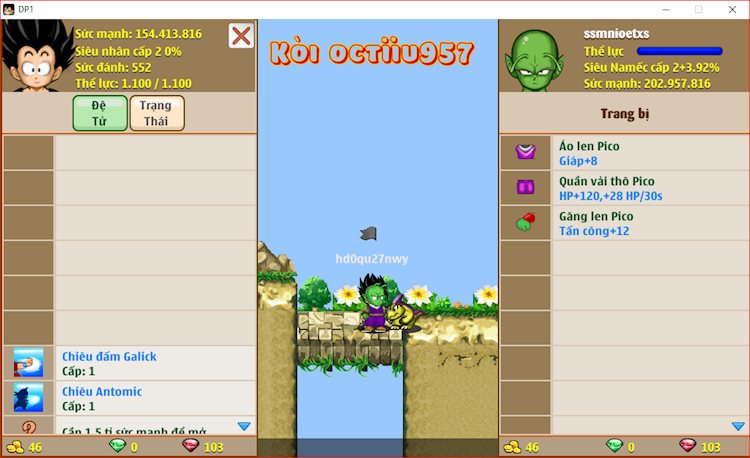 DP1
Sức mạnh: 154.413.816
Siêu nhân cấp 2 0%
Sức đánh: 552
Thể lực: 1.100 / 1.100
Đệ
Tử
Trạng
Thái
Chiêu đấm Galick
Cấp: 1
Chiêu Antomic
Cấp: 1
Cần 1,5 tỉ sức mạnh để mở
46
0
103
Kòi octiiu957
hd0qu27nwy
ssmnioetxs
Thể lực
Siêu Namếc cấp 2+3.92%
Sức mạnh: 202.957.816
Trang bị
Áo len Pico
Giáp+8
Quần vải thô Pico
HP+120,+28 HP/30s
Găng len Pico
Tấn công+12
46
0
103